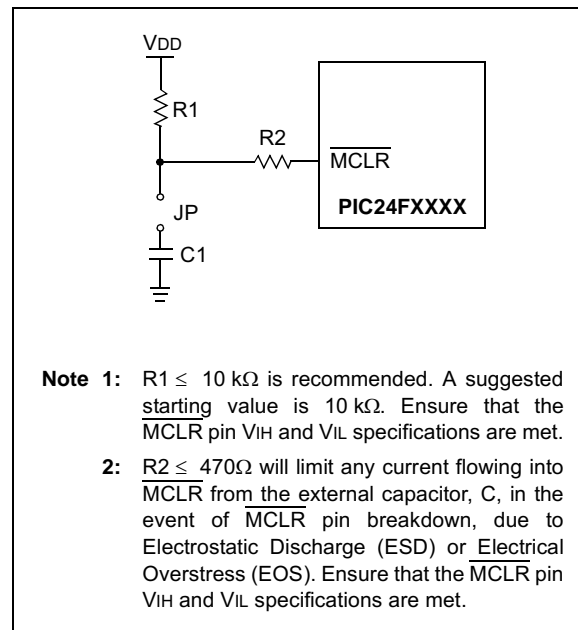 VDD
R1
R2
MCLR
JP
PIC24FXXXX
C1
Note 1: R1 ≤ 10 kΩ is recommended. A suggested
starting value is 10 kΩ. Ensure that the
MCLR pin VIH and VIL specifications are met.
2: R2 ≤ 470Ω will limit any current flowing into
MCLR from the external capacitor, C, in the
event of MCLR pin breakdown, due to
Electrostatic Discharge (ESD) or Electrical
Overstress (EOS). Ensure that the MCLR pin
VIH and VIL specifications are met.